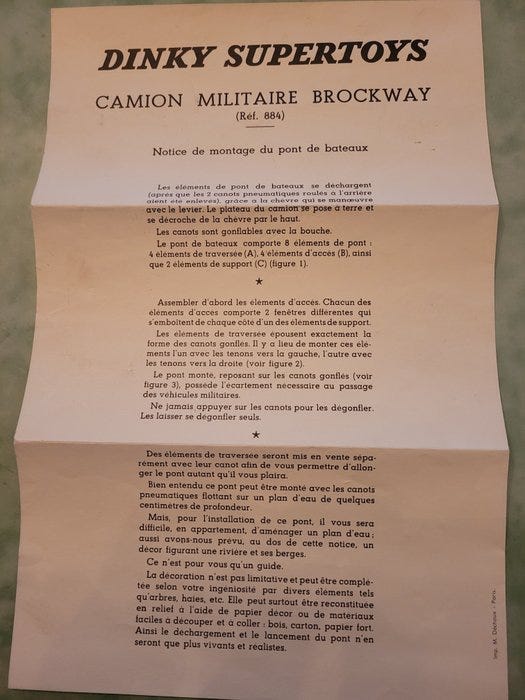 DINKY SUPERTOYS
CAMION MILITAIRE BROCKWAY
(Réf. 884)
Notice de montage du pont de bateaux
Les éléments de pont de bateaux se déchargent
(après que les 2 canots pneumatiques roulés à l'arrière
aient été enlevés), grâce à la chèvre qui se manœuvre
avec le levier. Le plateau du camion se pose à terre et
se décroche de la chèvre par le haut.
Les canots sont gonflables avec la bouche.
Le pont de bateaux comporte 8 éléments de pont :
4 éléments de traversée (A), 4 éléments d'accès (B), ainsi
que 2 éléments de support (C) (figure 1).
★
Assembler d'abord les éléments d'accès. Chacun des
éléments d'accès comporte 2 fenêtres différentes qui
s'emboîtent de chaque côté d'un des éléments de support.
Les éléments de traversée épousent exactement la
forme des canots gonflés. Il y a lieu de monter ces élé-
ments l'un avec les tenons vers la gauche, l'autre avec
les tenons vers la droite (voir figure 2).
Le pont monté, reposant sur les canots gonflés (voir
figure 3), possède l'écartement nécessaire au passage
des véhicules militaires.
Ne jamais appuyer sur les canots pour les dégonfler.
Les laisser se dégonfler seuls.
★
Des éléments de traversée seront mis en vente sépa-
rément avec leur canot afin de vous permettre d'allon-
ger le pont autant qu'il vous plaira.
Bien entendu ce pont peut être monté avec les canots
pneumatiques flottant sur un plan d'eau de quelques
centimètres de profondeur.
Mais, pour l'installation de ce pont, il vous sera
difficile, en appartement, d'aménager un plan d'eau ;
aussi avons-nous prévu, au dos de cette notice, un
décor figurant une rivière et ses berges.
Ce n'est pour vous qu'un guide.
La décoration n'est pas limitative et peut être complé-
tée selon votre ingéniosité par divers éléments tels
qu'arbres, haies, etc. Elle peut surtout être reconstituée
en relief à l'aide de papier décor ou de matériaux
faciles à découper et à coller : bois, carton, papier fort.
Ainsi le déchargement et le lancement du pont n'en
seront que plus vivants et réalistes.
Imp. M. Déchaux - Paris.